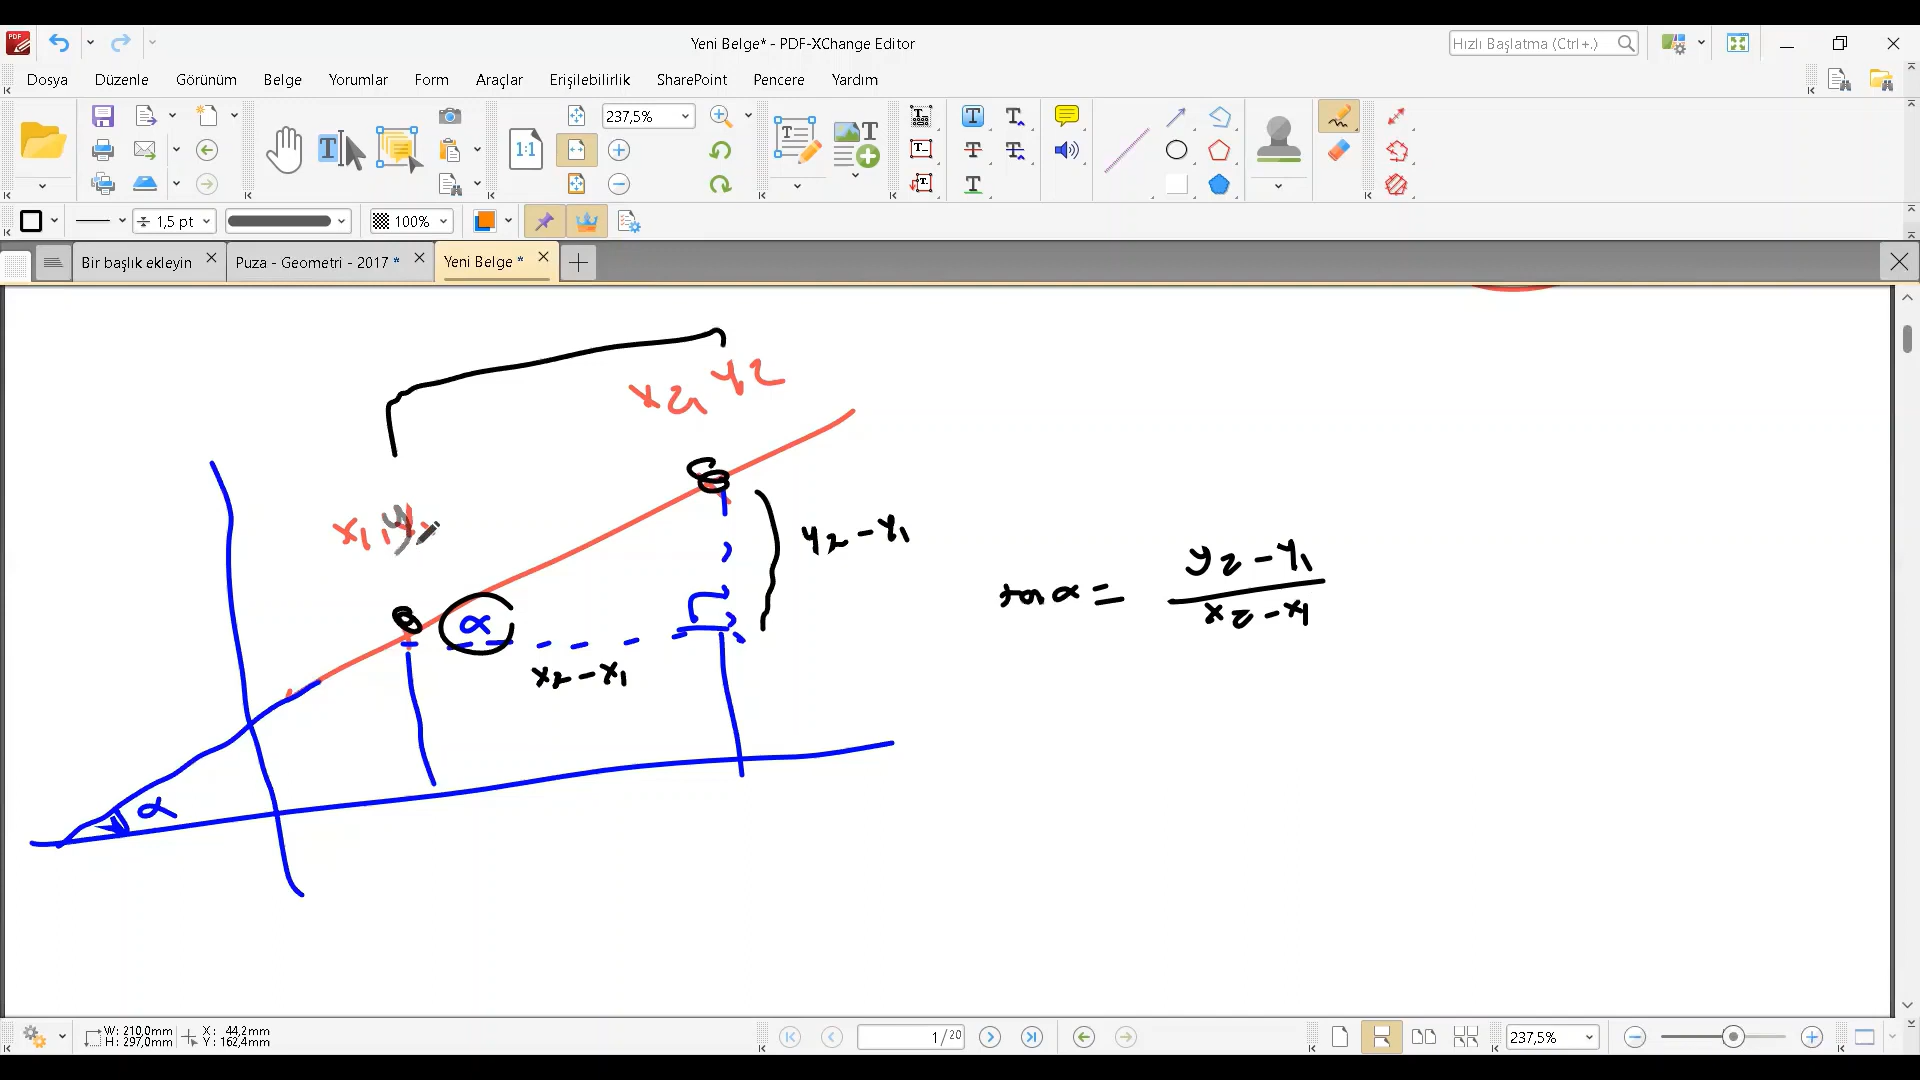 PDF
Yeni Belge* - PDF-XChange Editor
Hızlı Başlatma (Ctrl+.)
Dosya Düzenle Görünüm Belge Yorumlar Form Araçlar Erişilebilirlik SharePoint Pencere Yardım
237,5%
1:1
1,5 pt
100%
Bir başlık ekleyin
Puza - Geometri - 2017 *
Yeni Belge *
x2, y2
x1, y1
y2 - y1
α
x2 - x1
tan α = y2 - y1
x2 - x1
α
W: 210,0mm
H: 297,0mm
X: 44,2mm
Y: 162,4mm
1/20
237,5%